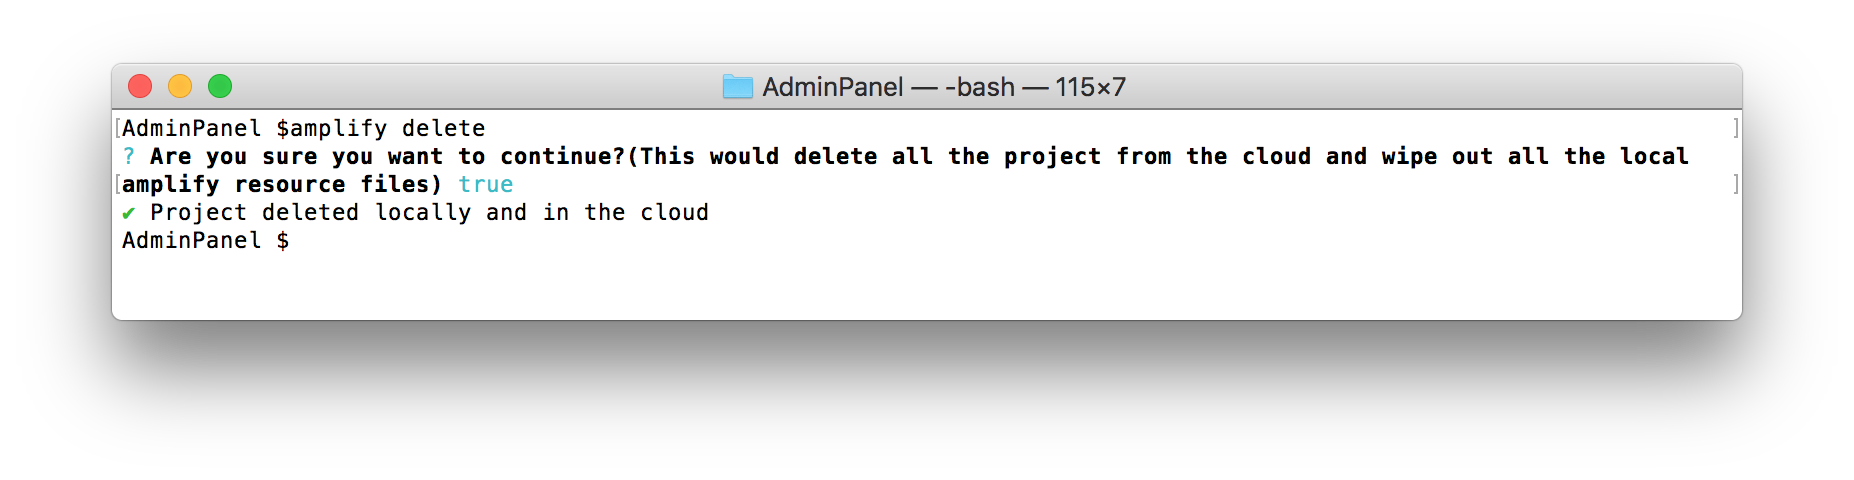 AdminPanel — -bash — 115×7
[AdminPanel $amplify delete ]
? Are you sure you want to continue?(This would delete all the project from the cloud and wipe out all the local
[amplify resource files) true ]
✔ Project deleted locally and in the cloud
AdminPanel $